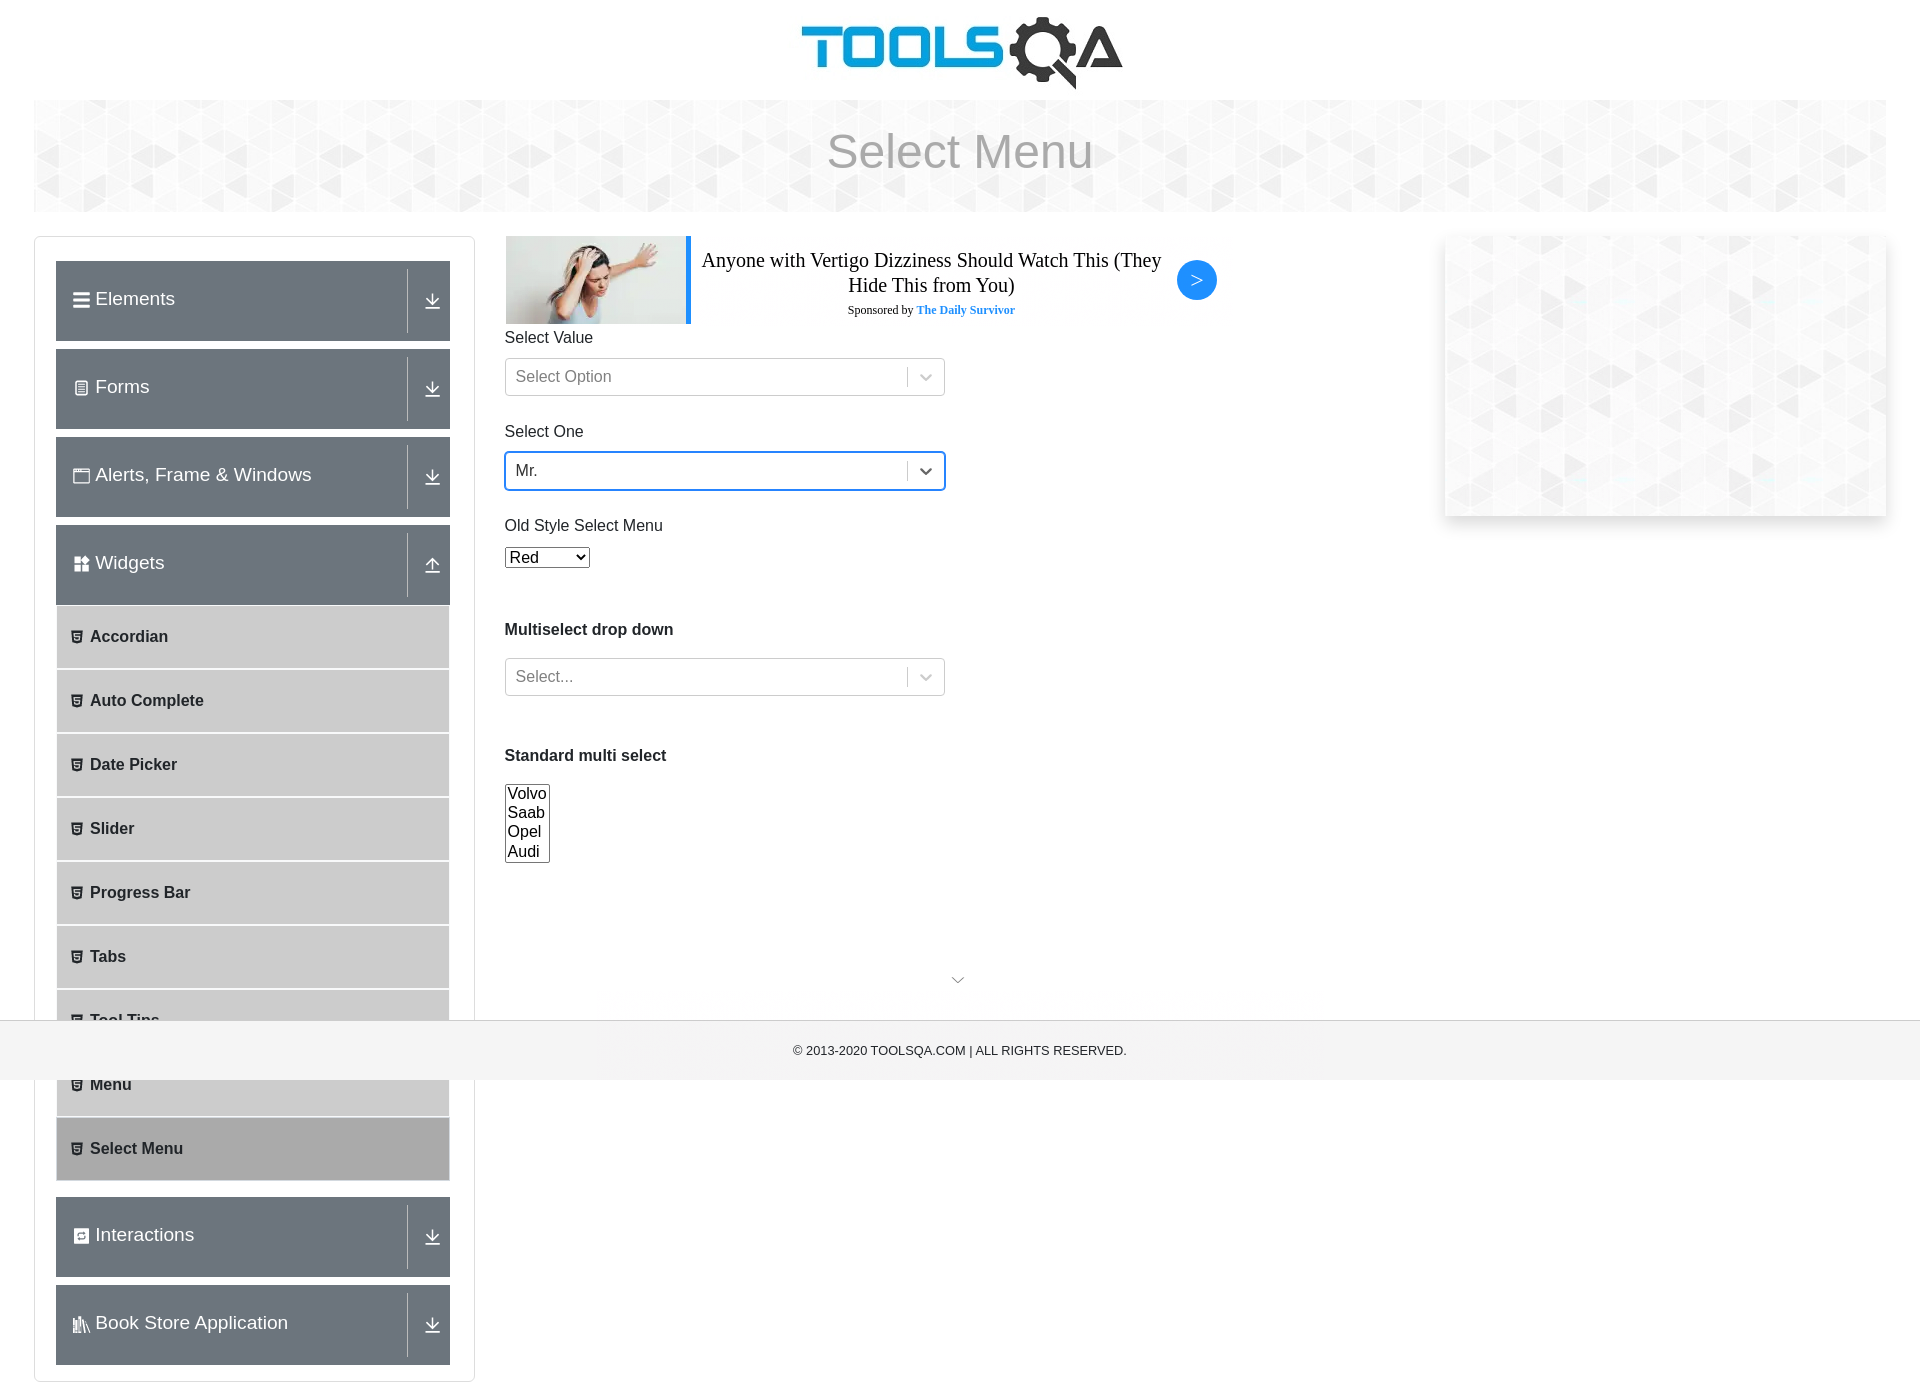 TOOLSQA
Select Menu
Elements
Forms
Alerts, Frame & Windows
Widgets
Accordian
Auto Complete
Date Picker
Slider
Progress Bar
Tabs
Tool Tips
Menu
Select Menu
Interactions
Book Store Application
Anyone with Vertigo Dizziness Should Watch This (They
Hide This from You)
Sponsored by The Daily Survivor
>
Select Value
Select Option
Select One
Mr.
Old Style Select Menu
Red
Multiselect drop down
Select...
Standard multi select
Volvo
Saab
Opel
Audi
© 2013-2020 TOOLSQA.COM | ALL RIGHTS RESERVED.